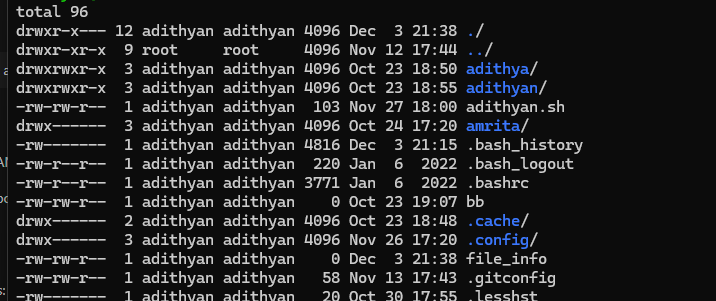 total 96
drwxr-x--- 12 adithyan adithyan 4096 Dec  3 21:38 ./
drwxr-xr-x  9 root     root     4096 Nov 12 17:44 ../
drwxrwxr-x  3 adithyan adithyan 4096 Oct 23 18:50 adithya/
drwxrwxr-x  3 adithyan adithyan 4096 Oct 23 18:55 adithyan/
-rw-rw-r--  1 adithyan adithyan  103 Nov 27 18:00 adithyan.sh
drwx------  3 adithyan adithyan 4096 Oct 24 17:20 amrita/
-rw-------  1 adithyan adithyan 4816 Dec  3 21:15 .bash_history
-rw-r--r--  1 adithyan adithyan  220 Jan  6  2022 .bash_logout
-rw-r--r--  1 adithyan adithyan 3771 Jan  6  2022 .bashrc
-rw-rw-r--  1 adithyan adithyan    0 Oct 23 19:07 bb
drwx------  2 adithyan adithyan 4096 Oct 23 18:48 .cache/
drwx------  3 adithyan adithyan 4096 Nov 26 17:20 .config/
-rw-rw-r--  1 adithyan adithyan    0 Dec  3 21:38 file_info
-rw-rw-r--  1 adithyan adithyan   58 Nov 13 17:43 .gitconfig
-rw-------  1 adithyan adithyan   20 Oct 30 17:55 .lesshst